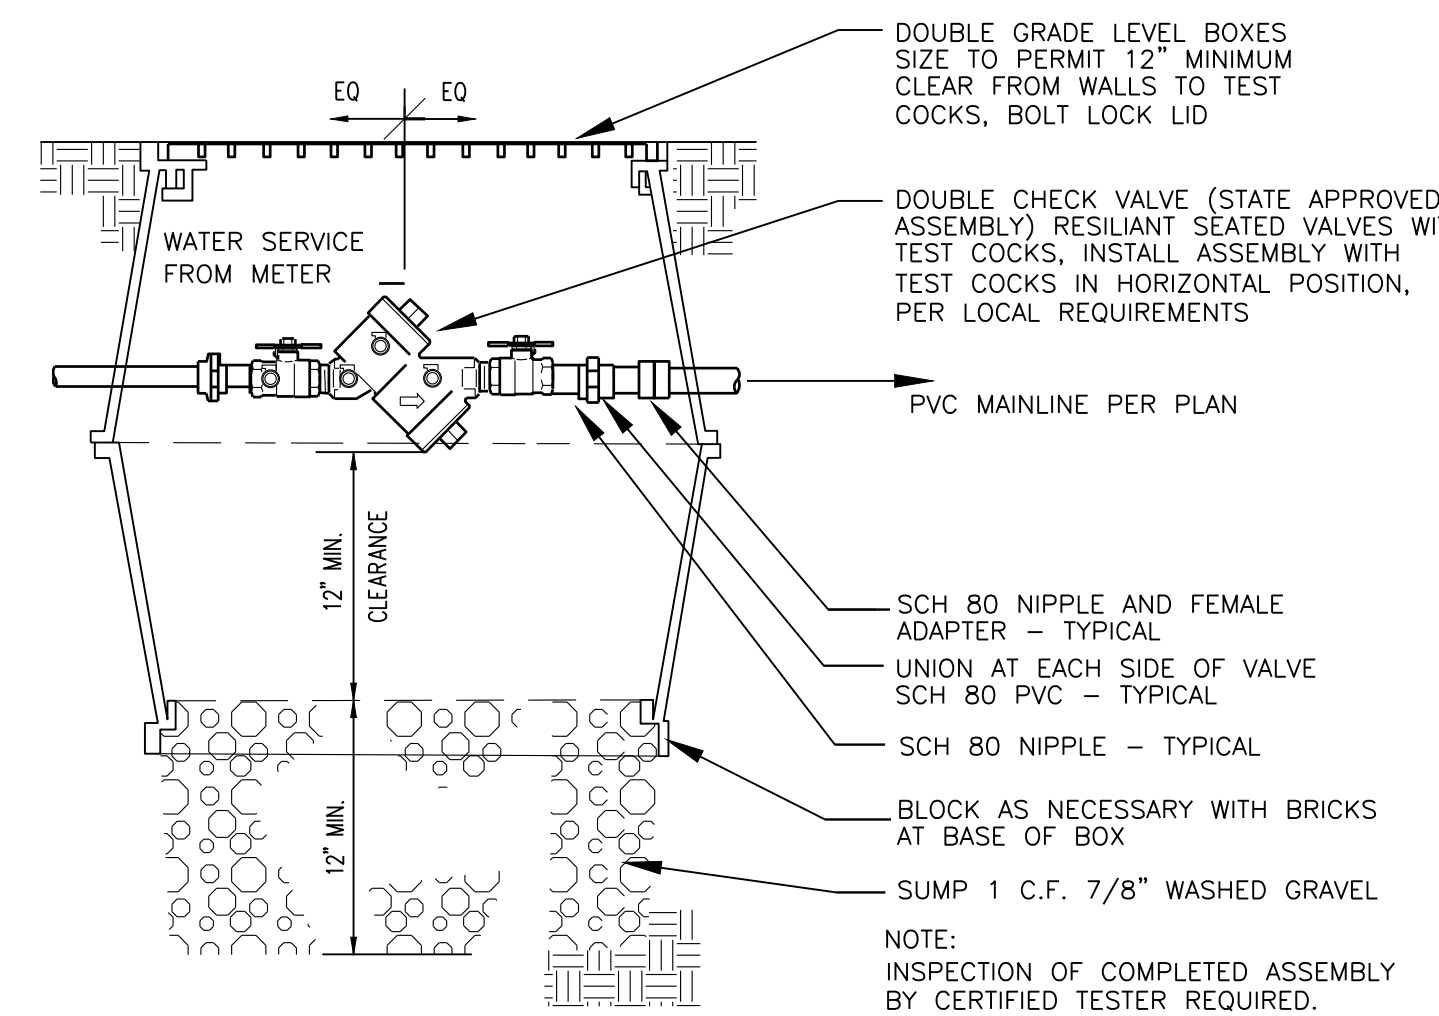 DOUBLE GRADE LEVEL BOXES
SIZE TO PERMIT 12" MINIMUM
CLEAR FROM WALLS TO TEST
COCKS, BOLT LOCK LID
EQ EQ
DOUBLE CHECK VALVE (STATE APPROVED
ASSEMBLY) RESILIANT SEATED VALVES
TEST COCKS, INSTALL ASSEMBLY WITH
TEST COCKS IN HORIZONTAL POSITION,
PER LOCAL REQUIREMENTS
WATER SERVICE
FROM METER
PVC MAINLINE PER PLAN
12" MIN.
CLEARANCE
SCH 80 NIPPLE AND FEMALE
ADAPTER – TYPICAL
UNION AT EACH SIDE OF VALVE
SCH 80 PVC – TYPICAL
SCH 80 NIPPLE – TYPICAL
12" MIN.
BLOCK AS NECESSARY WITH BRICKS
AT BASE OF BOX
SUMP 1 C.F. 7/8" WASHED GRAVEL
NOTE:
INSPECTION OF COMPLETED ASSEMBLY
BY CERTIFIED TESTER REQUIRED.